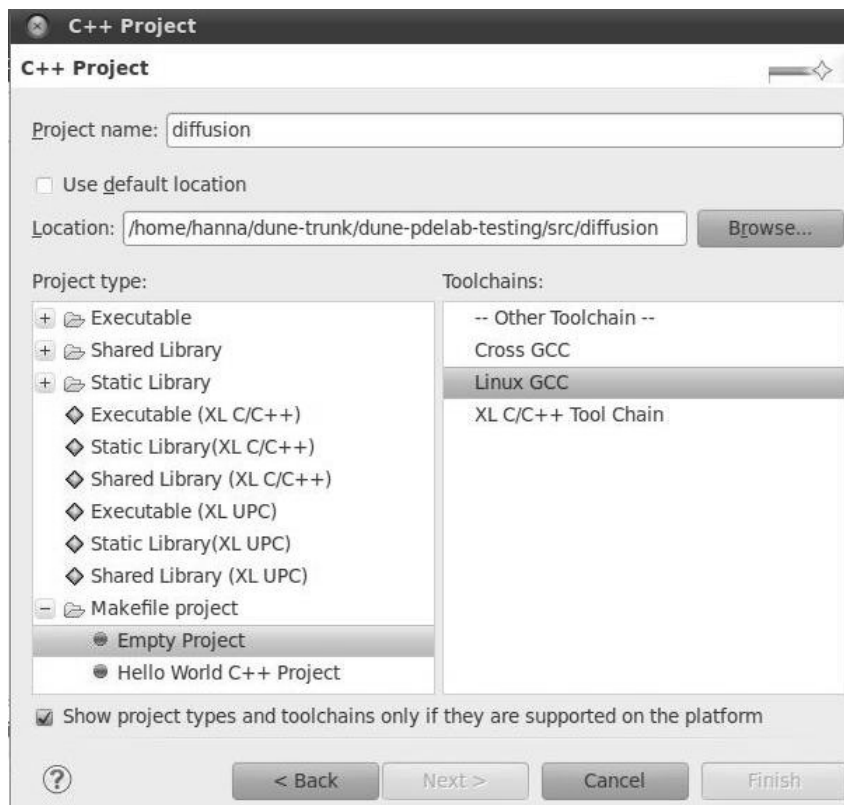 C++ Project
C++ Project
Project name: diffusion
Use default location
Location: /home/hanna/dune-trunk/dune-pdelab-testing/src/diffusion Browse...
Project type: Toolchains:
Executable
Shared Library
Static Library
Executable (XL C/C++)
Static Library(XL C/C++)
Shared Library (XL C/C++)
Executable (XL UPC)
Static Library(XL UPC)
Shared Library (XL UPC)
Makefile project
Empty Project
Hello World C++ Project
-- Other Toolchain --
Cross GCC
Linux GCC
XL C/C++ Tool Chain
Show project types and toolchains only if they are supported on the platform
? < Back Next > Cancel Finish